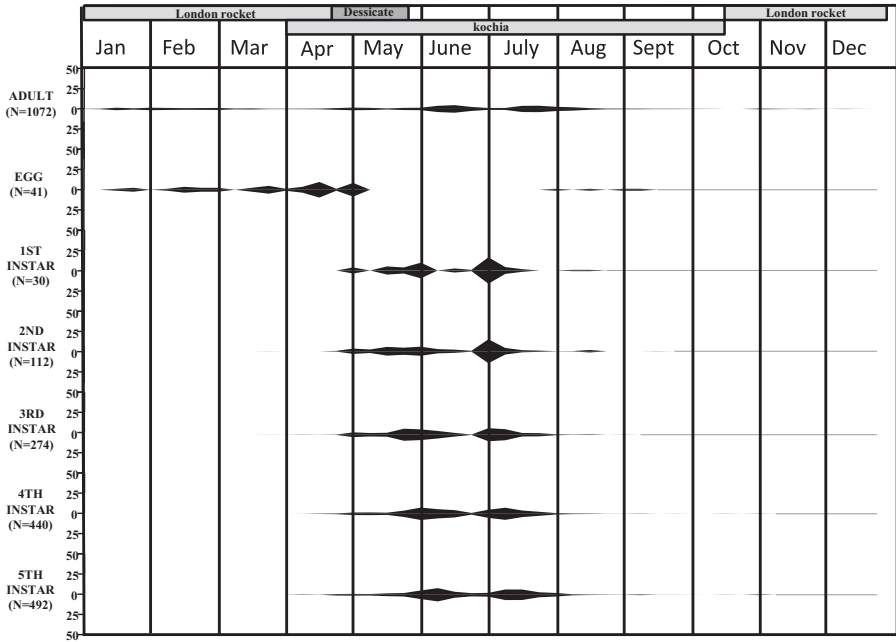 London rocket Dessicate London rocket
kochia
Jan Feb Mar Apr May June July Aug Sept Oct Nov Dec
50
25
ADULT
(N=1072)
0
25
50
25
EGG
(N=41)
0
25
50
25
1ST
INSTAR
(N=30)
0
25
50
25
2ND
INSTAR
(N=112)
0
25
50
25
3RD
INSTAR
(N=274)
0
25
50
25
4TH
INSTAR
(N=440)
0
25
50
25
5TH
INSTAR
(N=492)
0
25
50